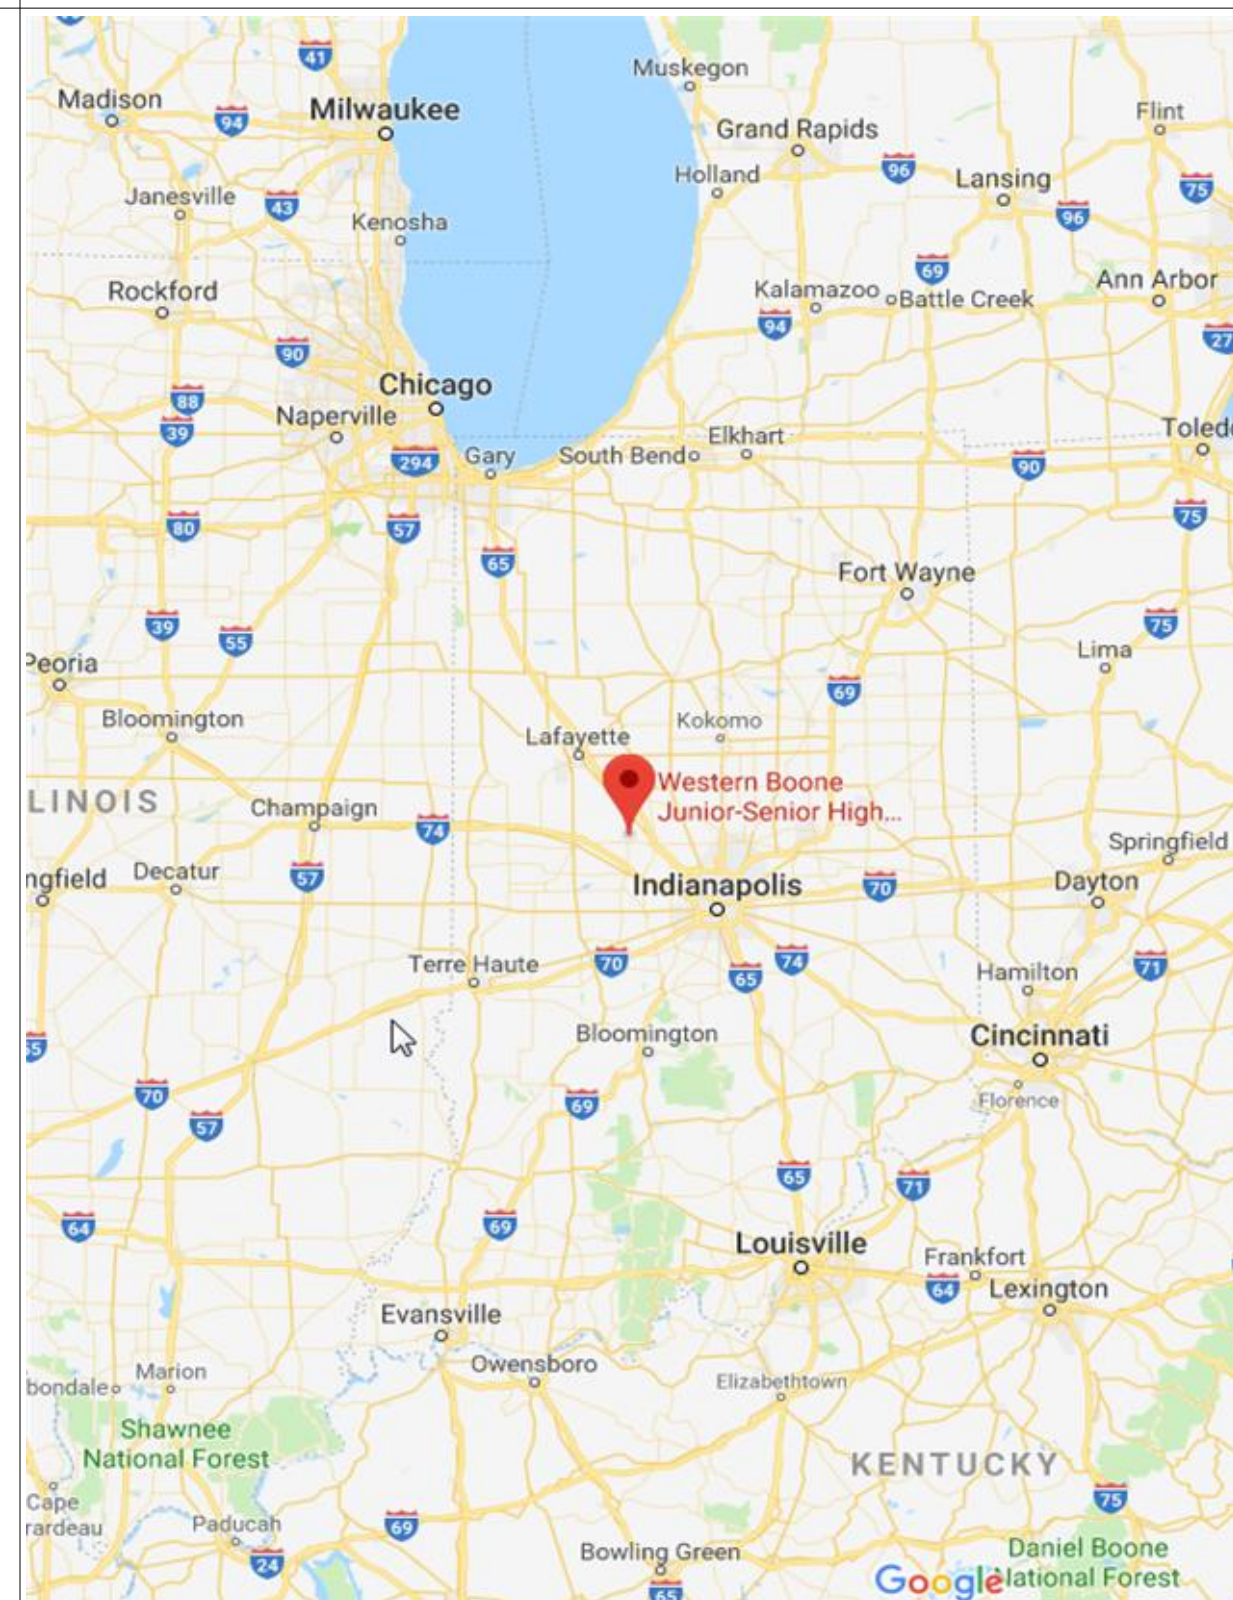 41
Muskegon
Madison
94
Milwaukee
Grand Rapids
Flint
Holland
96
Lansing
75
Janesville
43
96
Kenosha
69
Ann Arbor
Rockford
Kalamazoo
Battle Creek
94
27
90
Chicago
88
Naperville
39
Elkhart
Toled
294
Gary
South Bend
90
80
57
75
65
Fort Wayne
39
55
75
Peoria
Lima
69
Bloomington
Kokomo
Lafayette
Western Boone
Junior-Senior High...
LINOIS
Champaign
74
Springfield
ngfield
Decatur
57
Indianapolis
70
Dayton
Terre Haute
70
65
74
Hamilton
71
Bloomington
Cincinnati
55
70
69
Florence
57
65
71
64
69
Louisville
Frankfort
64
Lexington
Evansville
Marion
Owensboro
bondale
Elizabethtown
Shawnee
National Forest
KENTUCKY
Cape
rardeau
75
Paducah
69
24
Bowling Green
Daniel Boone
Google
National Forest
65